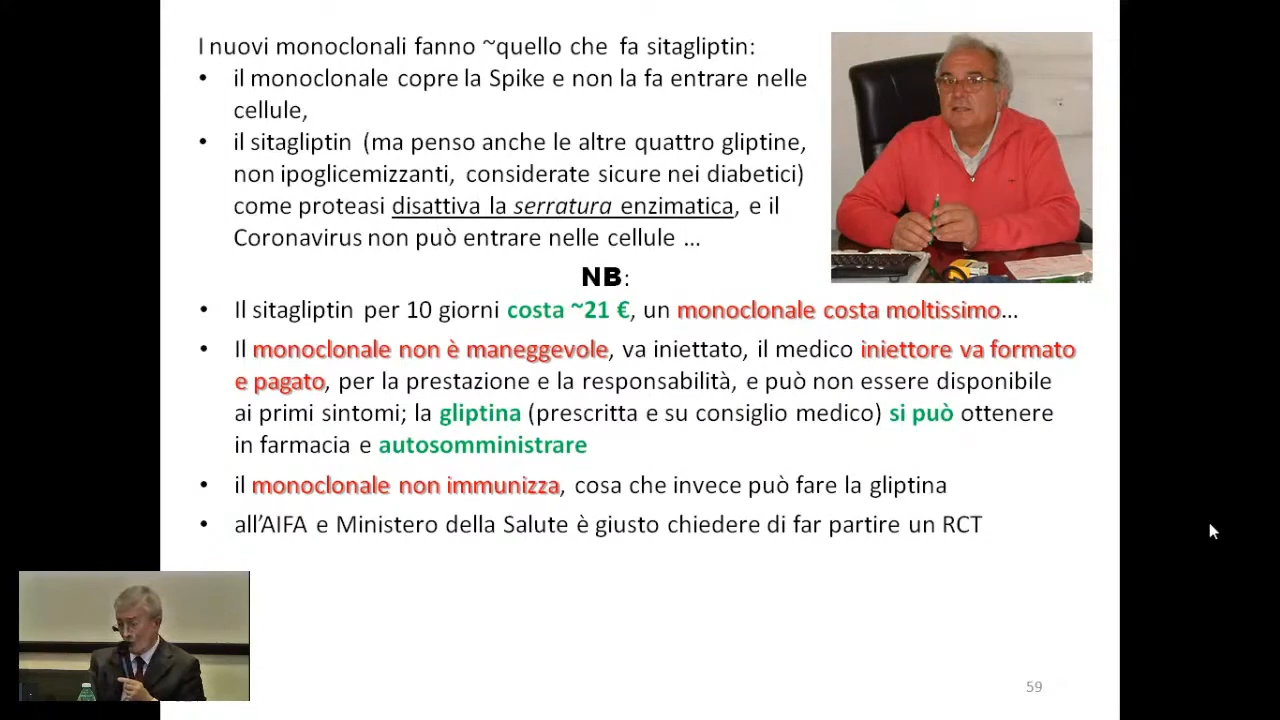 I nuovi monoclonali fanno ~quello che fa sitagliptin:
• il monoclonale copre la Spike e non la fa entrare nelle
cellule,
• il sitagliptin (ma penso anche le altre quattro gliptine,
non ipoglicemizzanti, considerate sicure nei diabetici)
come proteasi disattiva la serratura enzimatica, e il
Coronavirus non può entrare nelle cellule ...
NB:
• Il sitagliptin per 10 giorni costa ~21 €, un monoclonale costa moltissimo...
• Il monoclonale non è maneggevole, va iniettato, il medico iniettore va formato
e pagato, per la prestazione e la responsabilità, e può non essere disponibile
ai primi sintomi; la gliptina (prescritta e su consiglio medico) si può ottenere
in farmacia e autosomministrare
• il monoclonale non immunizza, cosa che invece può fare la gliptina
• all'AIFA e Ministero della Salute è giusto chiedere di far partire un RCT
59